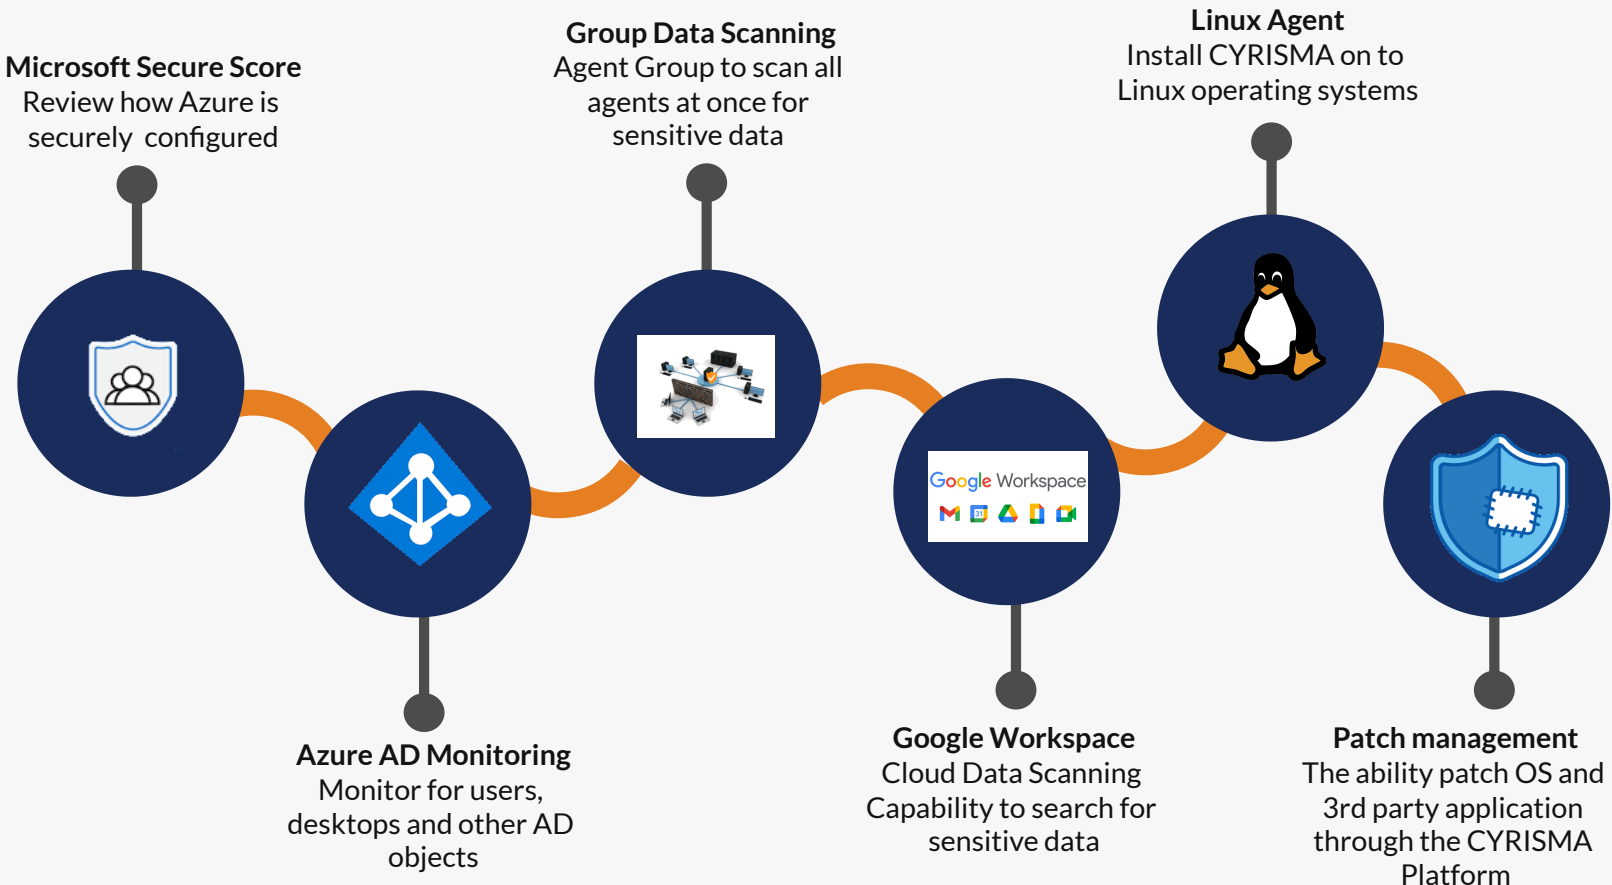 Microsoft Secure Score
Review how Azure is
securely configured
Azure AD Monitoring
Monitor for users,
desktops and other AD
objects
Group Data Scanning
Agent Group to scan all
agents at once for
sensitive data
Google Workspace
31
Google Workspace
Cloud Data Scanning
Capability to search for
sensitive data
Linux Agent
Install CYRISMA on to
Linux operating systems
Patch management
The ability patch OS and
3rd party application
through the CYRISMA
Platform